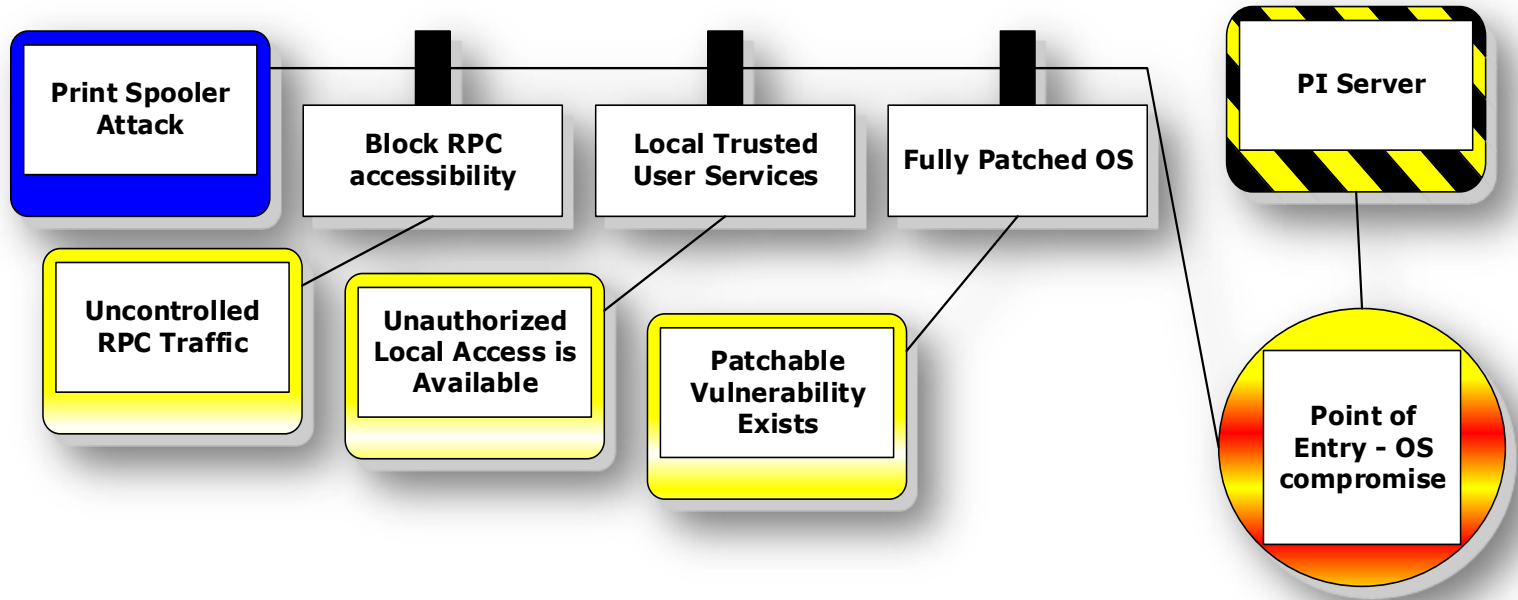 Print Spooler
Attack
Block RPC
accessibility
Local Trusted
User Services
Fully Patched OS
PI Server
Uncontrolled
RPC Traffic
Unauthorized
Local Access is
Available
Patchable
Vulnerability
Exists
Point of
Entry - OS
compromise